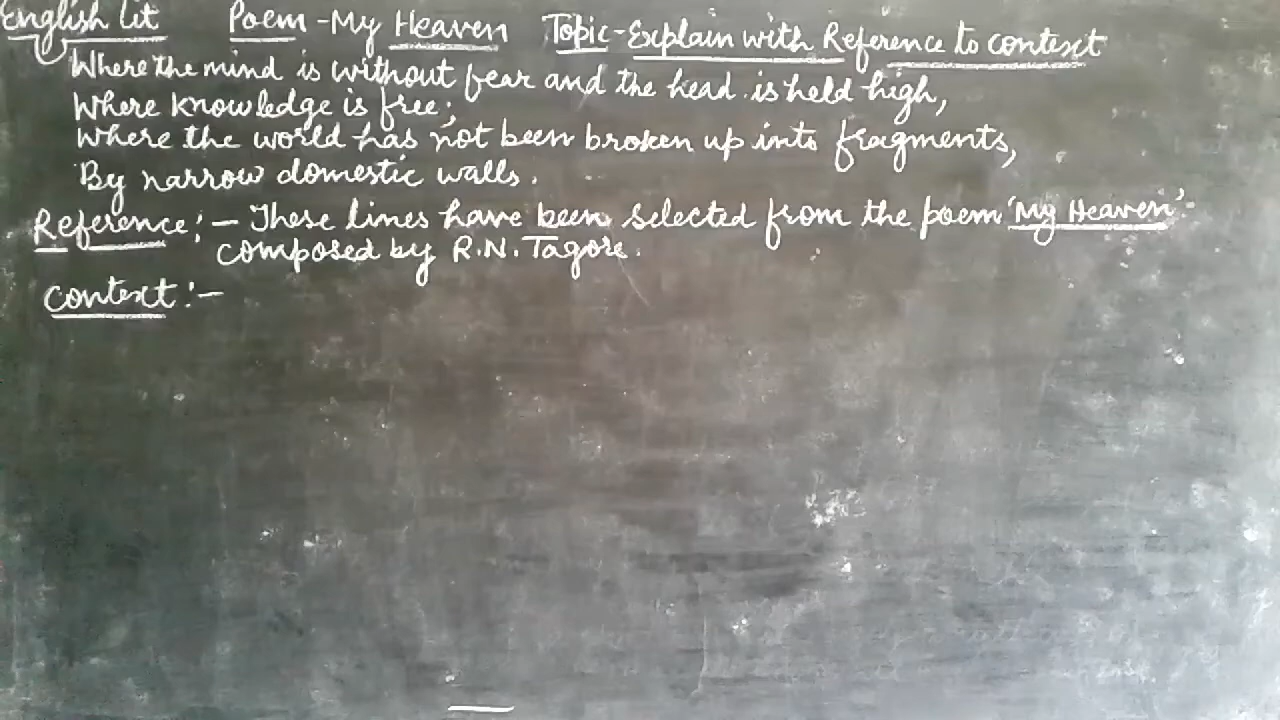 English Lit Poem - My Heaven Topic - Explain with Reference to context
Where the mind is without fear and the head is held high,
Where knowledge is free;
Where the world has not been broken up into fragments,
By narrow domestic walls.
Reference :- These lines have been selected from the poem 'My Heaven'
composed by R.N. Tagore.
Context :-